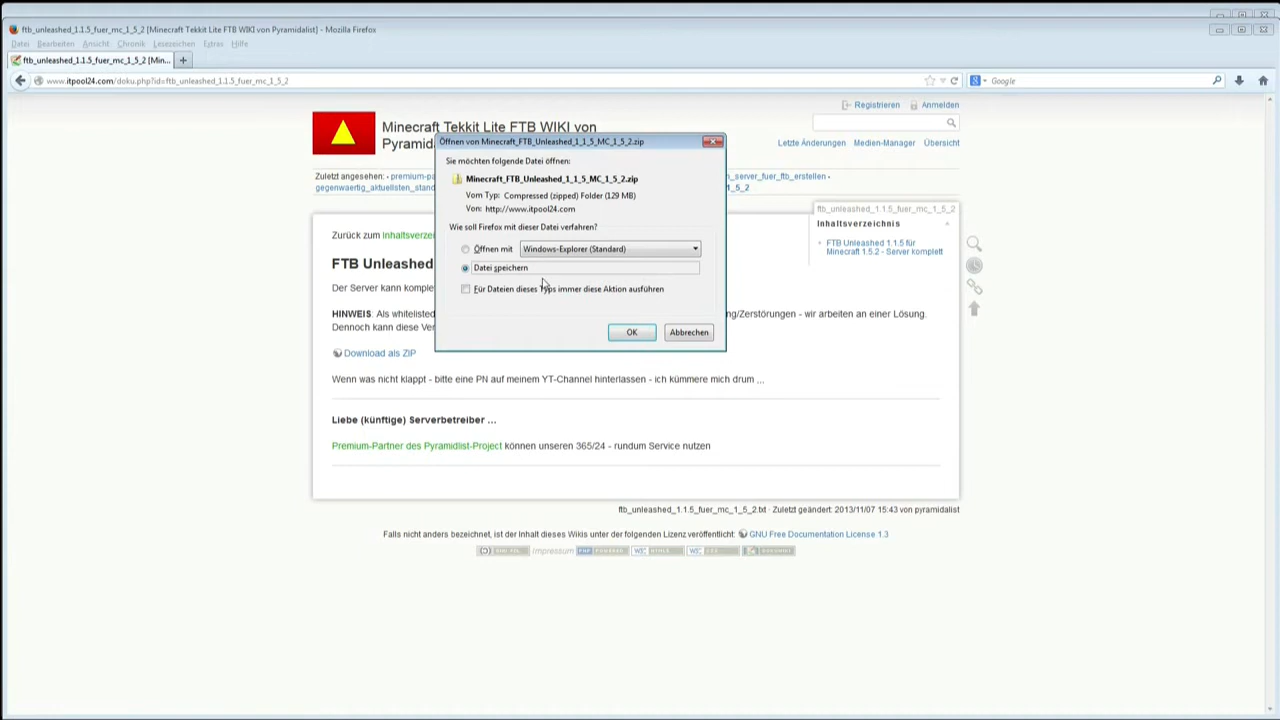 ftb_unleashed_1.1.5_fuer_mc_1_5_2 [Minecraft Tekkit Lite FTB WIKI von Pyramidalist] - Mozilla Firefox
Datei Bearbeiten Ansicht Chronik Lesezeichen Extras Hilfe
ftb_unleashed_1.1.5_fuer_mc_1_5_2 [Min... +
www.itpool24.com/doku.php?id=ftb_unleashed_1.1.5_fuer_mc_1_5_2
Google
Registrieren Anmelden
Minecraft Tekkit Lite FTB WIKI von
Pyramid
Letzte Änderungen Medien-Manager Übersicht
Zuletzt angesehen: • premium-pa
n_server_fuer_ftb_erstellen •
gegenwaertig_aktuellsten_stand
1_5_2
Öffnen von Minecraft_FTB_Unleashed_1_1_5_MC_1_5_2.zip
Sie möchten folgende Datei öffnen:
Minecraft_FTB_Unleashed_1_1_5_MC_1_5_2.zip
Vom Typ: Compressed (zipped) Folder (129 MB)
Von: http://www.itpool24.com
Wie soll Firefox mit dieser Datei verfahren?
Öffnen mit Windows-Explorer (Standard)
Datei speichern
Für Dateien dieses Typs immer diese Aktion ausführen
OK Abbrechen
ftb_unleashed_1.1.5_fuer_mc_1_5_2
Inhaltsverzeichnis
FTB Unleashed 1.1.5 für
Minecraft 1.5.2 - Server komplett
Zurück zum Inhaltsverze
FTB Unleashed
Der Server kann komple
HINWEIS: Als whitelisted
ng/Zerstörungen - wir arbeiten an einer Lösung.
Dennoch kann diese Ver
Download als ZIP
Wenn was nicht klappt - bitte eine PN auf meinem YT-Channel hinterlassen - ich kümmere mich drum ...
Liebe (künftige) Serverbetreiber ...
Premium-Partner des Pyramidlist-Project können unseren 365/24 - rundum Service nutzen
ftb_unleashed_1.1.5_fuer_mc_1_5_2.txt · Zuletzt geändert: 2013/11/07 15:43 von pyramidalist
Falls nicht anders bezeichnet, ist der Inhalt dieses Wikis unter der folgenden Lizenz veröffentlicht: GNU Free Documentation License 1.3
Impressum